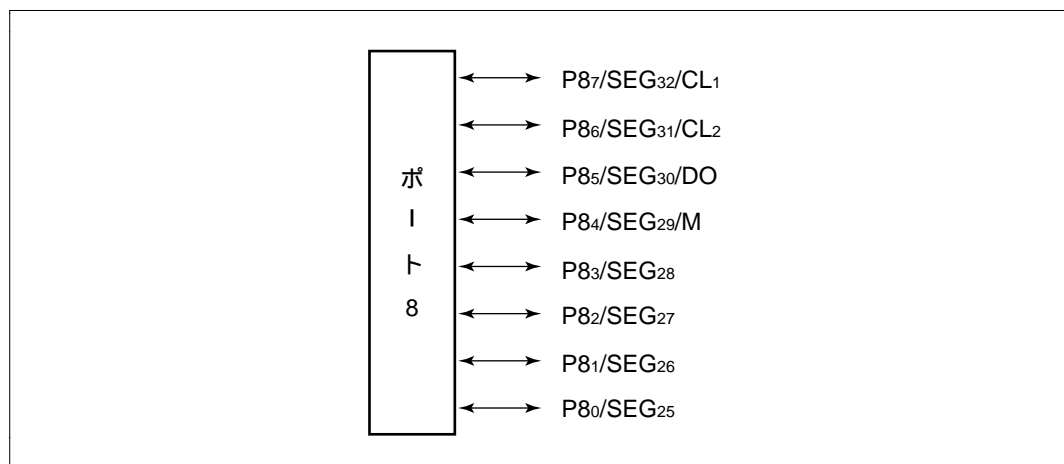 ポート8
P87/SEG32/CL1
P86/SEG31/CL2
P85/SEG30/DO
P84/SEG29/M
P83/SEG28
P82/SEG27
P81/SEG26
P80/SEG25